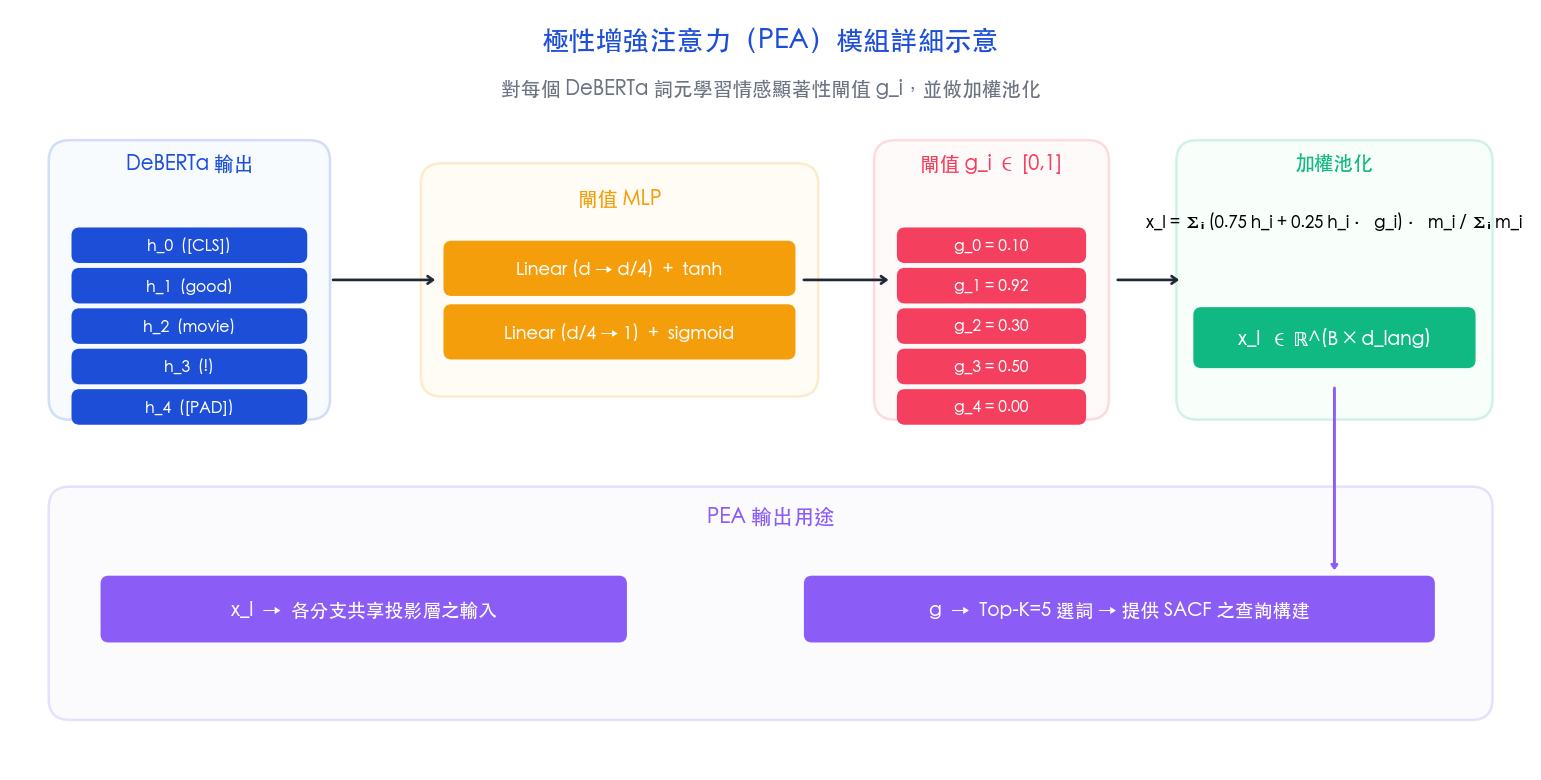 極性增強注意力（PEA）模組詳細示意
對每個 DeBERTa 詞元學習情感顯著性閘值 g_i，並做加權池化
DeBERTa 輸出
h_0 ([CLS])
h_1 (good)
h_2 (movie)
h_3 (!)
h_4 ([PAD])
閘值 MLP
Linear (d → d/4) + tanh
Linear (d/4 → 1) + sigmoid
閘值 g_i ∈ [0,1]
g_0 = 0.10
g_1 = 0.92
g_2 = 0.30
g_3 = 0.50
g_4 = 0.00
加權池化
x_l = Σᵢ (0.75 h_i + 0.25 h_i · g_i) · m_i / Σᵢ m_i
x_l ∈ ℝ^(B × d_lang)
PEA 輸出用途
x_l → 各分支共享投影層之輸入
g → Top-K=5 選詞 → 提供 SACF 之查詢構建